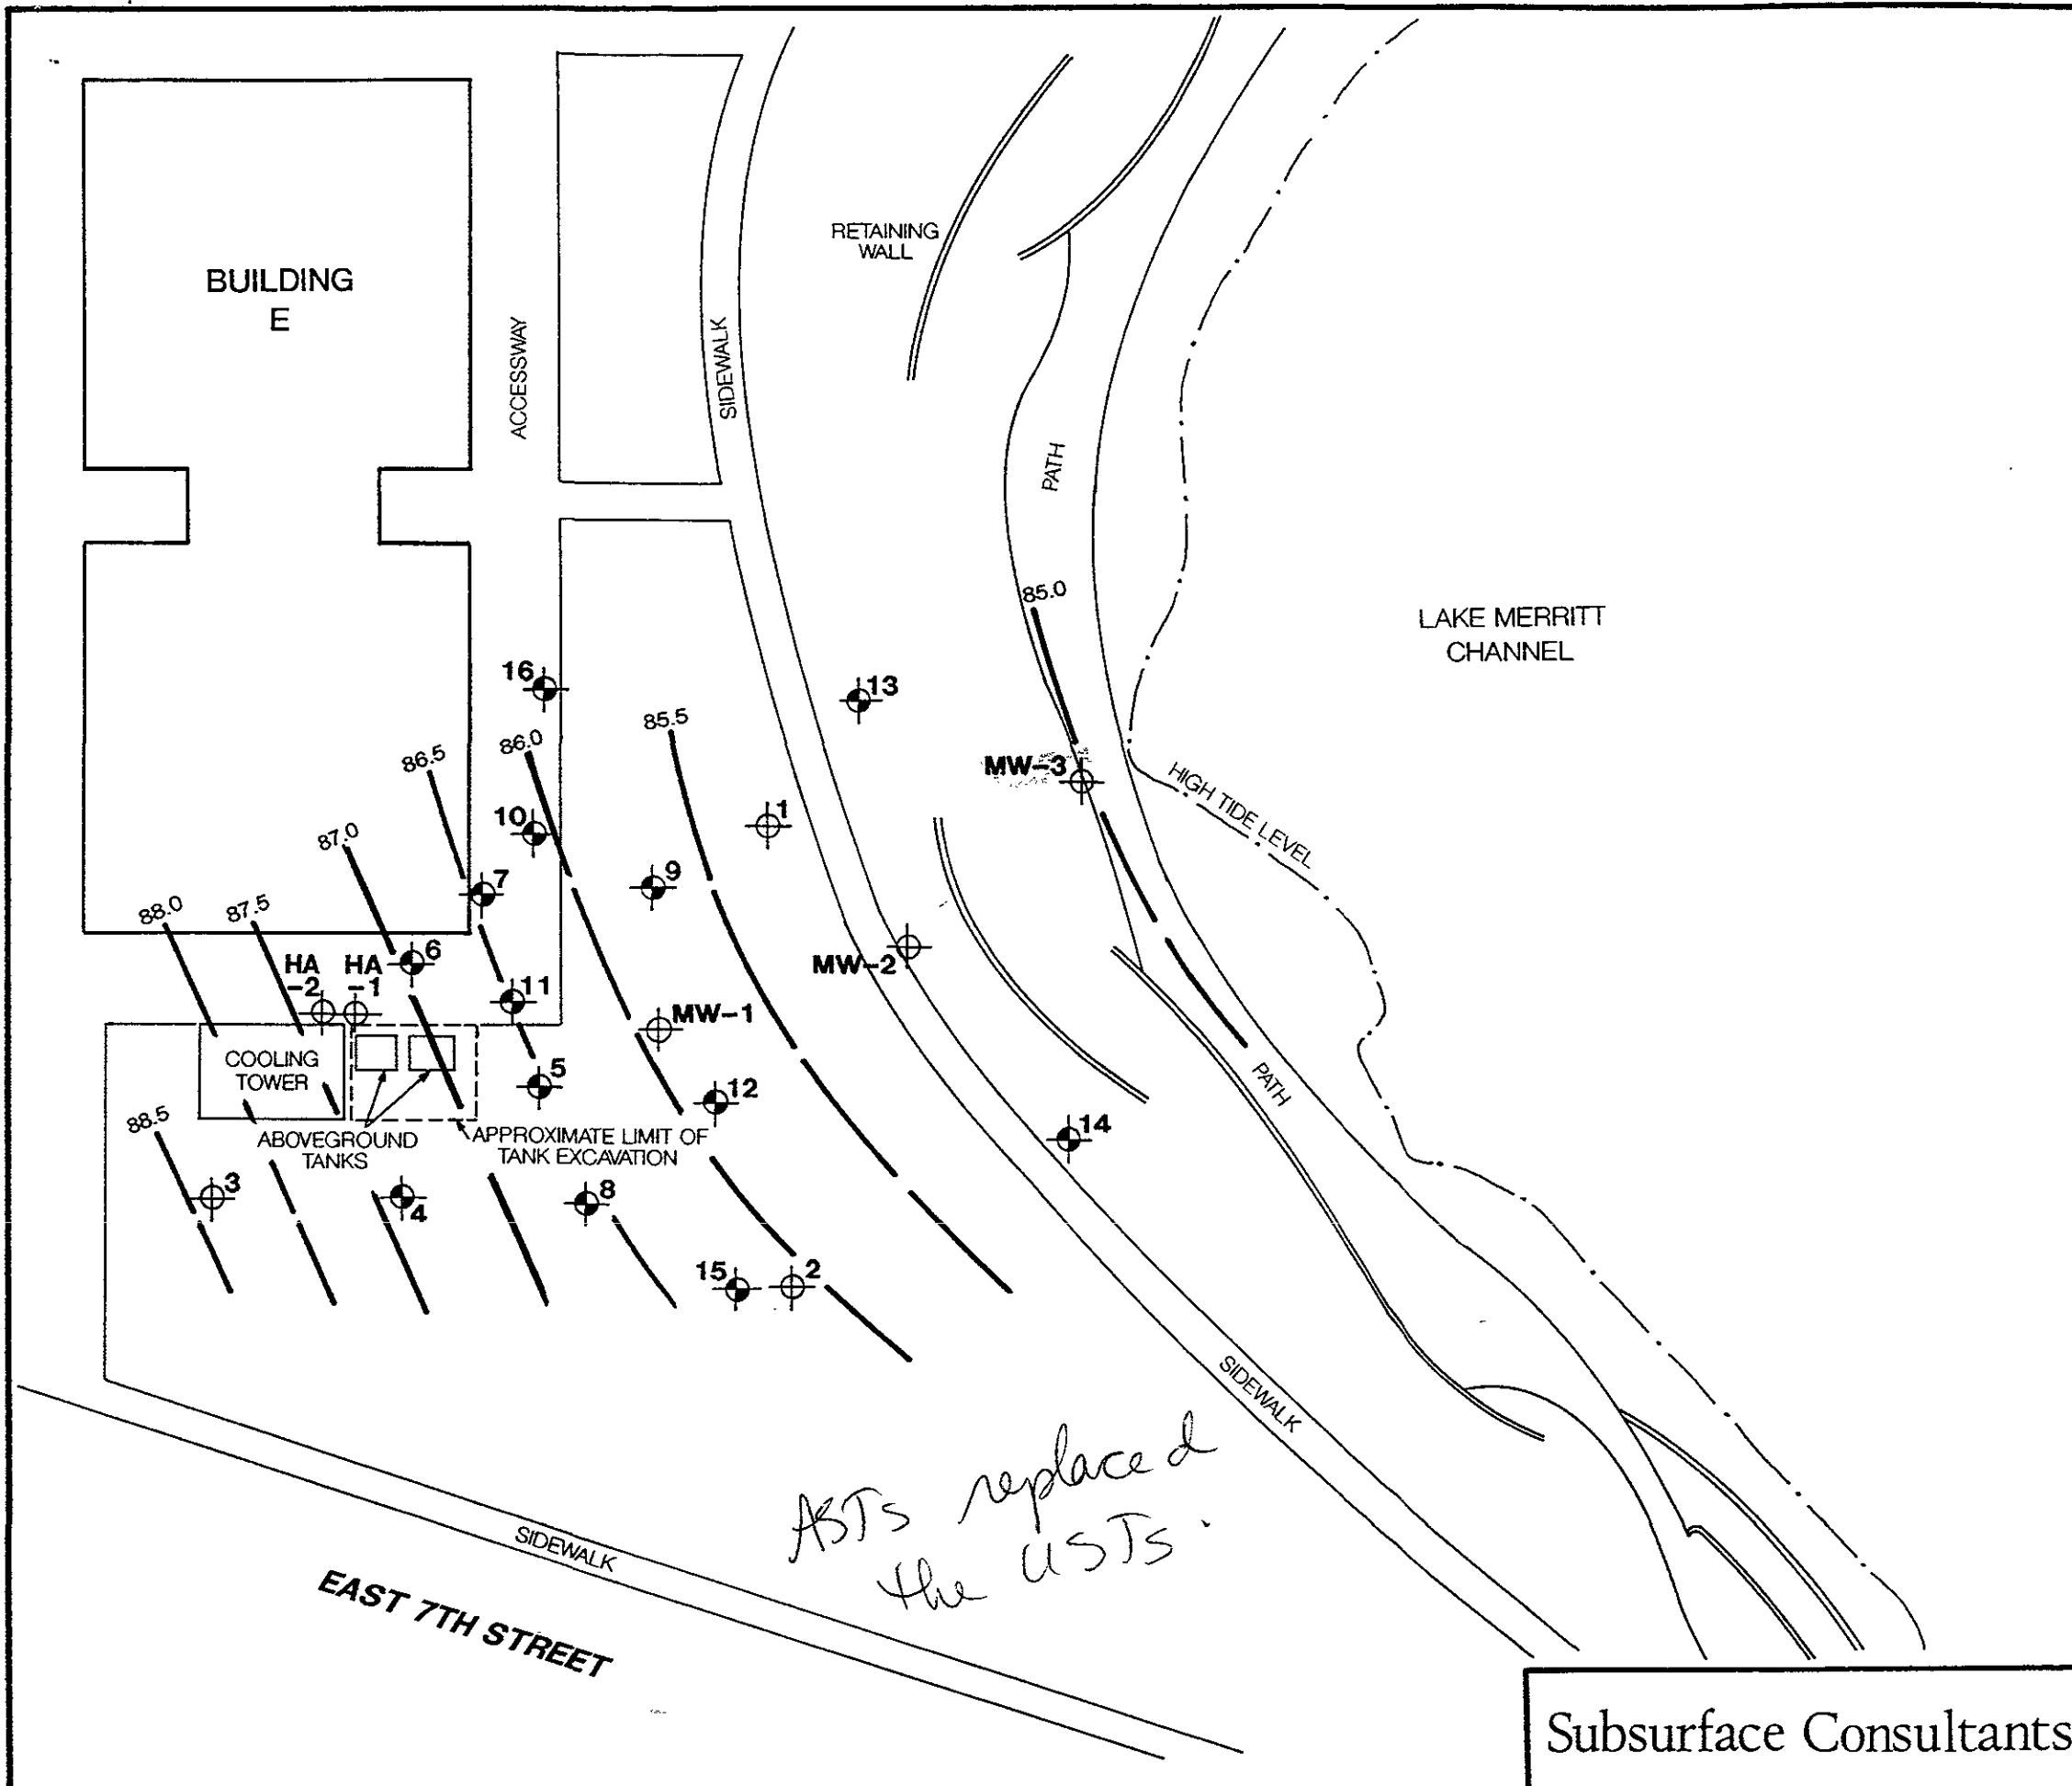 BUILDING
E
ACCESSWAY
SIDEWALK
RETAINING
WALL
PATH
85.0
LAKE MERRITT
CHANNEL
16
13
85.5
86.0
86.5
MW-3
HIGH TIDE LEVEL
10
1
87.0
9
7
88.0
87.5
6
HA
-2
HA
-1
MW-2
11
MW-1
COOLING
TOWER
5
12
PATH
88.5
ABOVEGROUND
TANKS
APPROXIMATE LIMIT OF
TANK EXCAVATION
14
3
4
8
15
2
SIDEWALK
ASTs replaced
the USTs.
SIDEWALK
EAST 7TH STREET
Subsurface Consultants